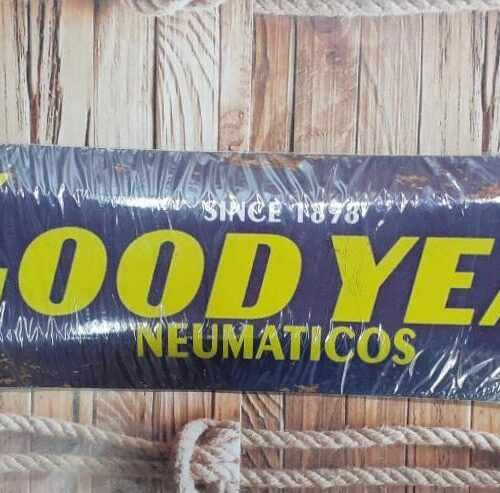 SINCE 1898
GOOD YEA
NEUMATICOS